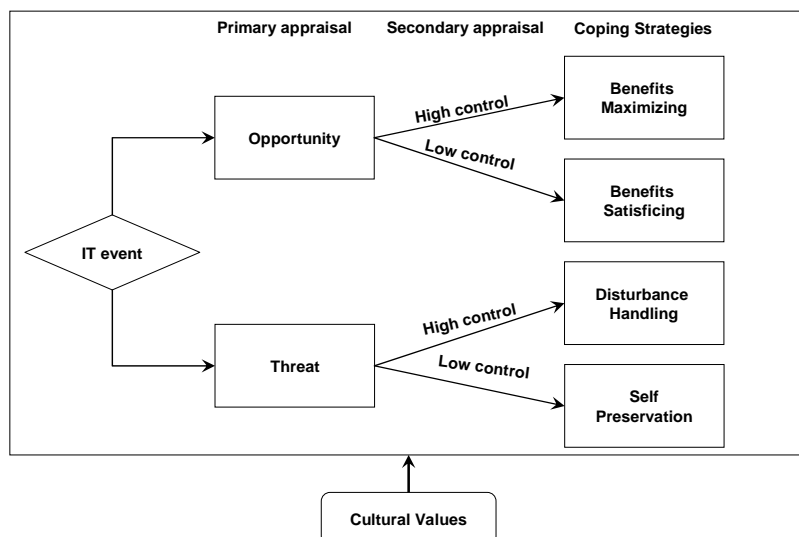 Primary appraisal Secondary appraisal Coping Strategies
High control
Benefits
Maximizing
Opportunity
Low control
Benefits
Satisficing
IT event
High control
Disturbance
Handling
Threat
Low control
Self
Preservation
Cultural Values